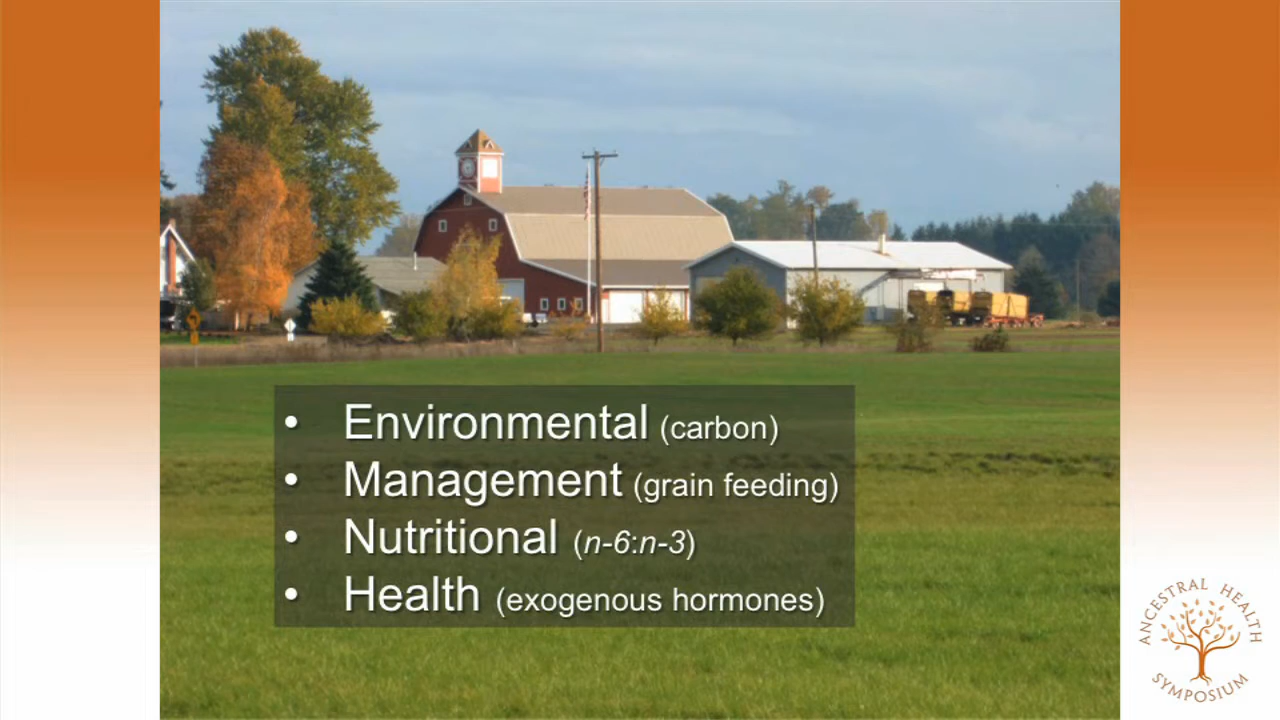 • Environmental (carbon)
• Management (grain feeding)
• Nutritional (n-6:n-3)
• Health (exogenous hormones)
ANCESTRAL HEALTH
SYMPOSIUM